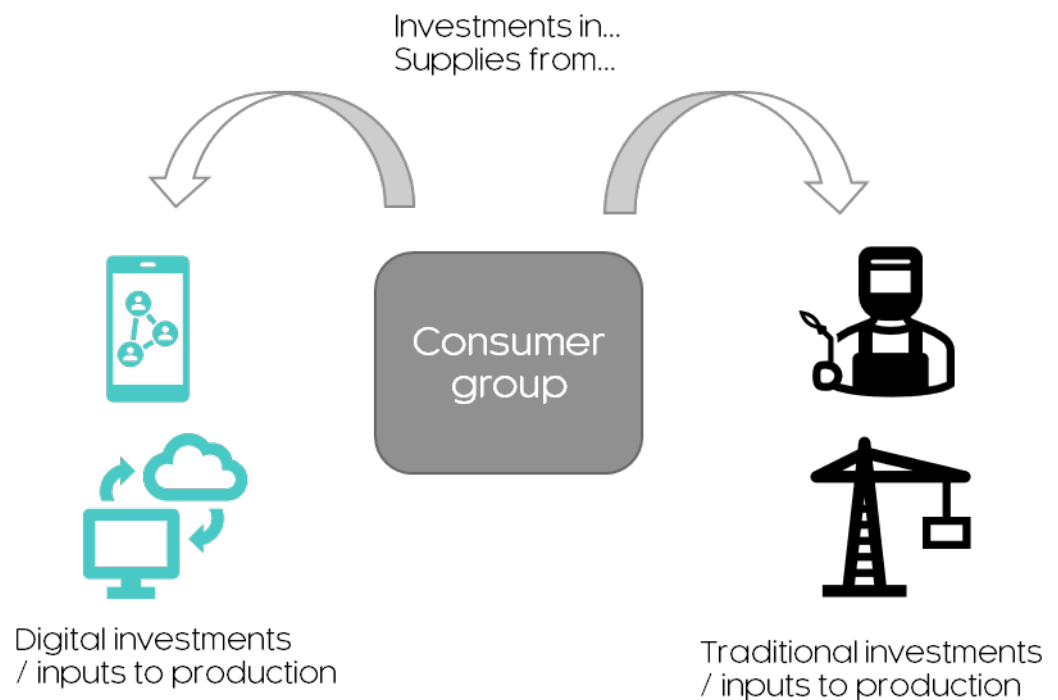 Investments in...
Supplies from...
Consumer
group
Digital investments
/ inputs to production
Traditional investments
/ inputs to production